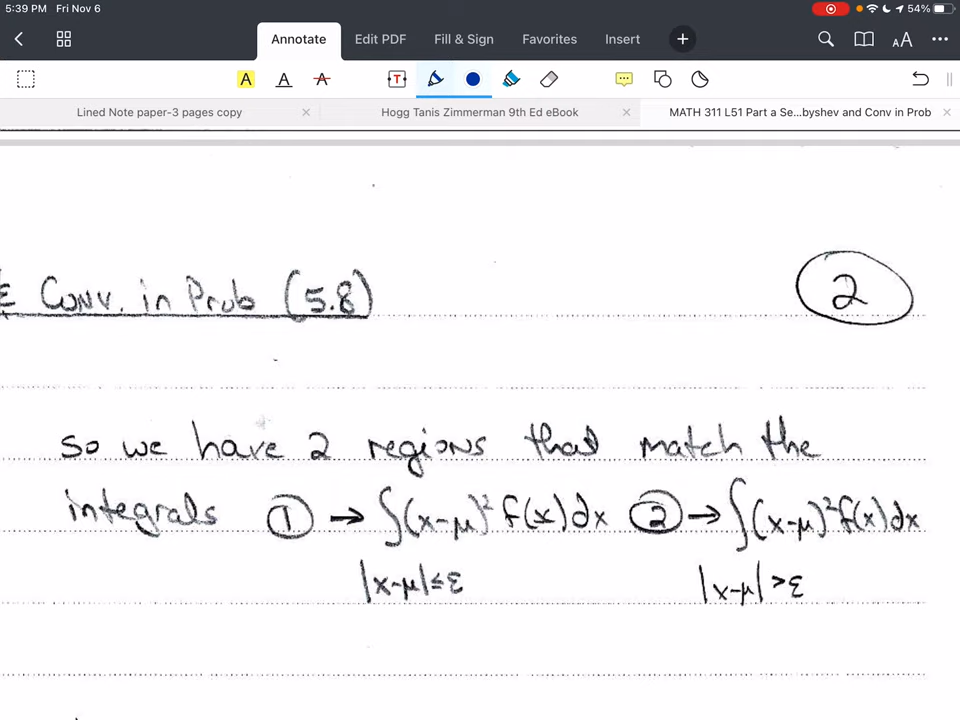 5:39 PM Fri Nov 6 54%
Annotate Edit PDF Fill & Sign Favorites Insert
Lined Note paper-3 pages copy Hogg Tanis Zimmerman 9th Ed eBook MATH 311 L51 Part a Se...byshev and Conv in Prob
& Conv. in Prob (5.8) 2
so we have 2 regions that match the
integrals ① → ∫(x-μ)² f(x)dx ② → ∫(x-μ)² f(x)dx
|x-μ|≤ε |x-μ|>ε